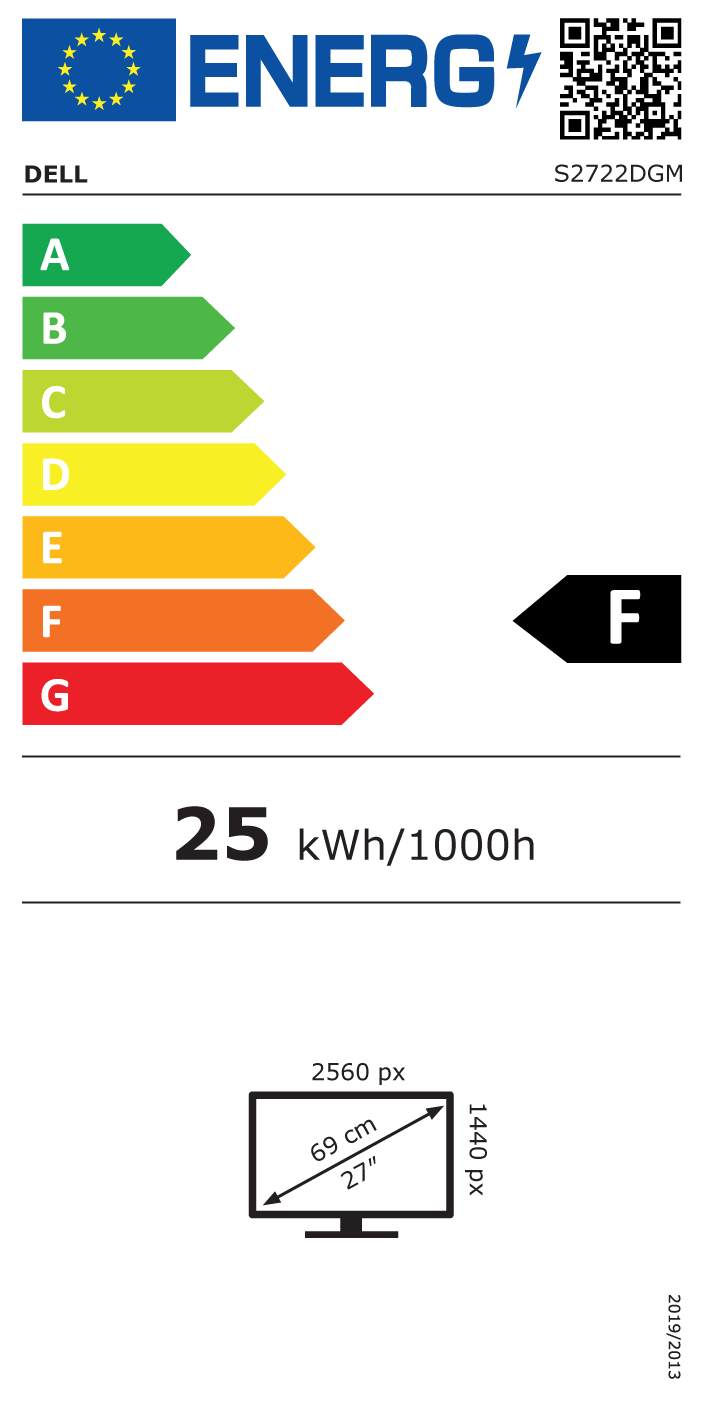 ENERG
DELL
S2722DGM
A
B
C
D
E
F
F
G
25 kWh/1000h
2560 px
1440 px
69 cm
27"
2019/2013